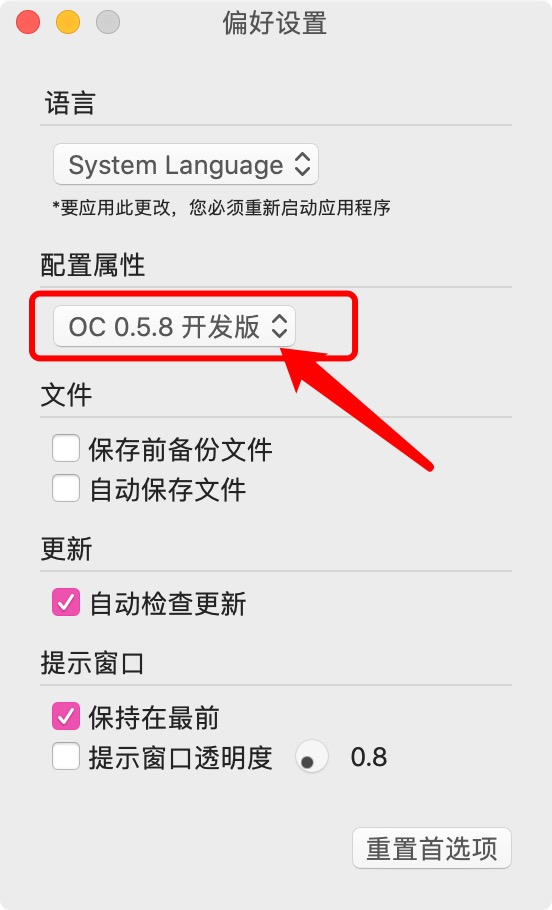 偏好设置
语言
System Language
*要应用此更改，您必须重新启动应用程序
配置属性
OC 0.5.8 开发版
文件
保存前备份文件
自动保存文件
更新
自动检查更新
提示窗口
保持在最前
提示窗口透明度 0.8
重置首选项